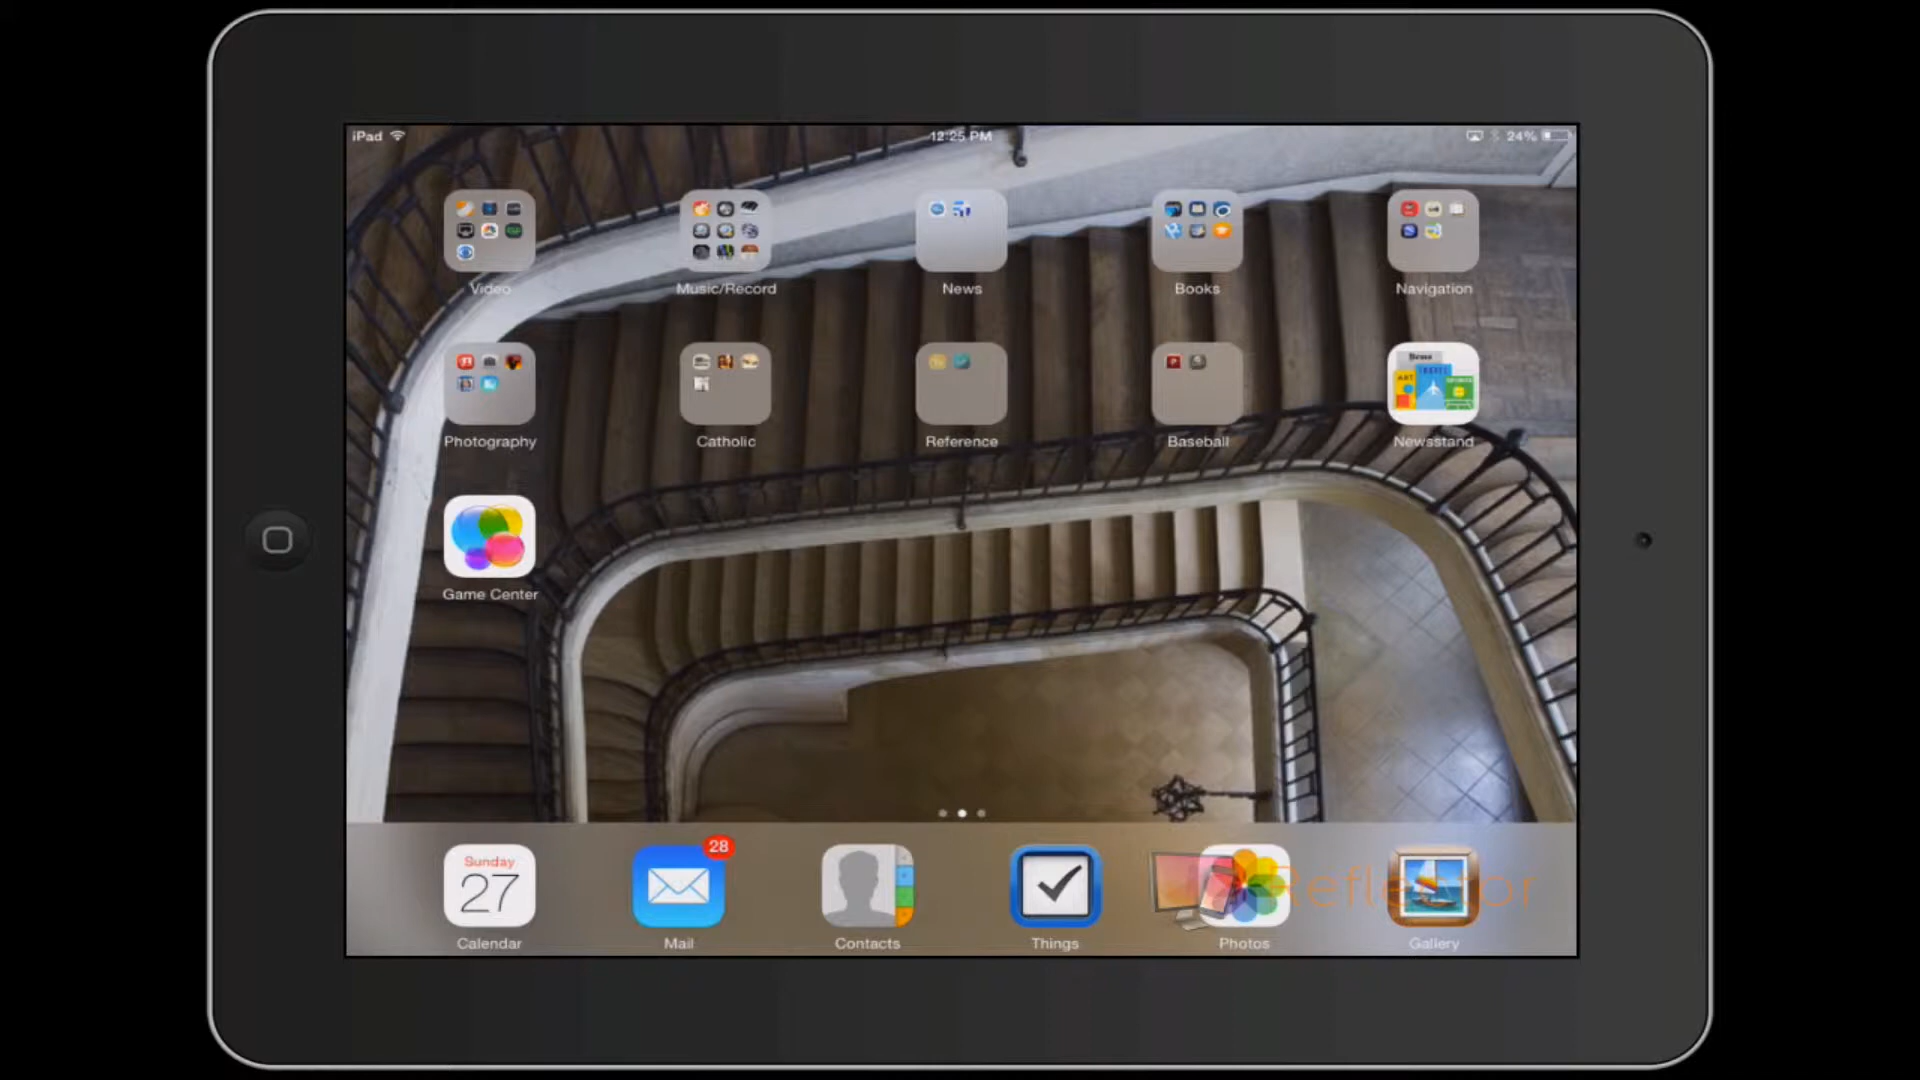 iPad
12:25 PM
24%
Video
Music/Record
News
Books
Navigation
Photography
Catholic
Reference
Baseball
Newsstand
Game Center
Sunday
27
28
Reflector
Calendar
Mail
Contacts
Things
Photos
Gallery